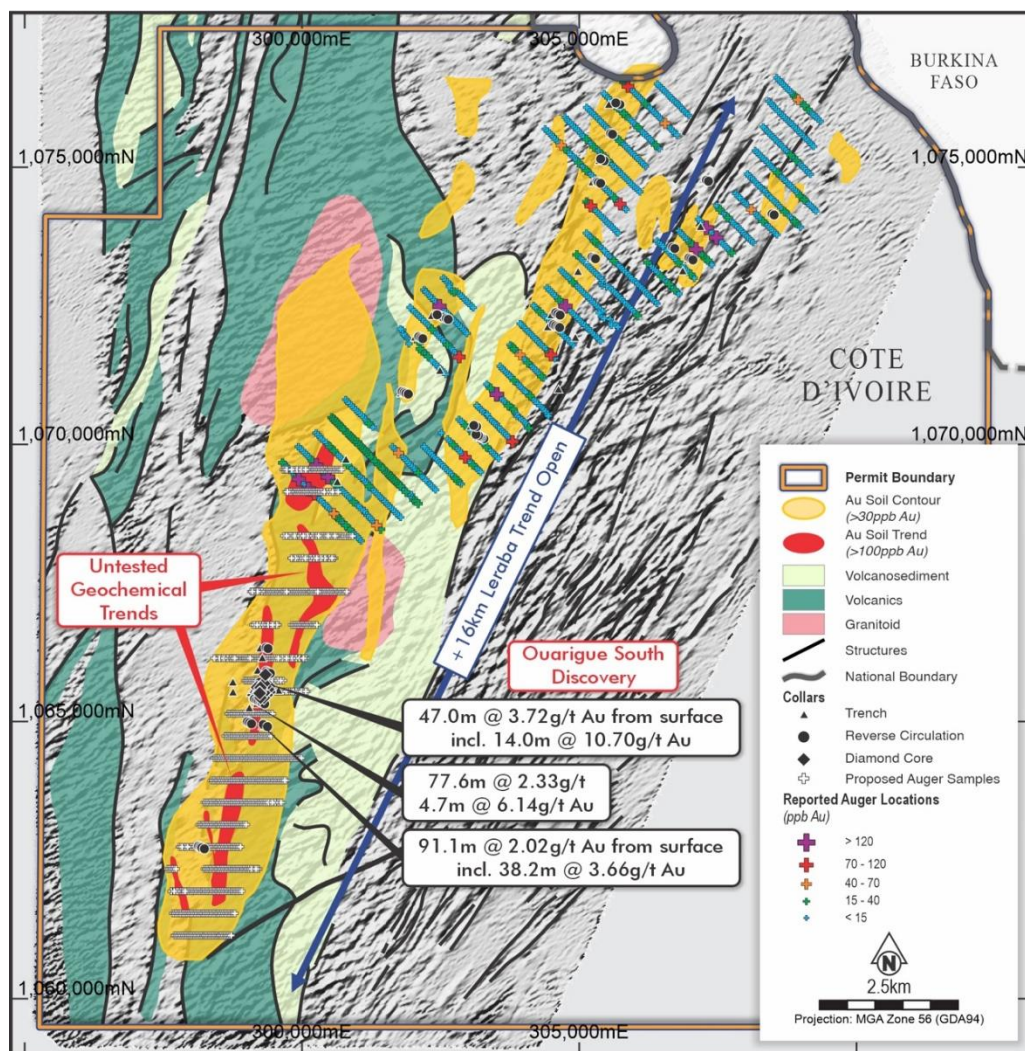 300,000mE
305,000mE
BURKINA
FASO
1,075,000mN
1,075,000mN
COTE
D'IVOIRE
1,070,000mN
1,070,000mN
Untested
Geochemical
Trends
+ 16km Leraba Trend Open
Ouarigue South
Discovery
47.0m @ 3.72g/t Au from surface
incl. 14.0m @ 10.70g/t Au
1,065,000mN
77.6m @ 2.33g/t
4.7m @ 6.14g/t Au
91.1m @ 2.02g/t Au from surface
incl. 38.2m @ 3.66g/t Au
1,060,000mN
300,000mE
305,000mE
Permit Boundary
Au Soil Contour
(>30ppb Au)
Au Soil Trend
(>100ppb Au)
Volcanosediment
Volcanics
Granitoid
Structures
National Boundary
Collars
Trench
Reverse Circulation
Diamond Core
Proposed Auger Samples
Reported Auger Locations
(ppb Au)
> 120
70 - 120
40 - 70
15 - 40
< 15
N
2.5km
Projection: MGA Zone 56 (GDA94)